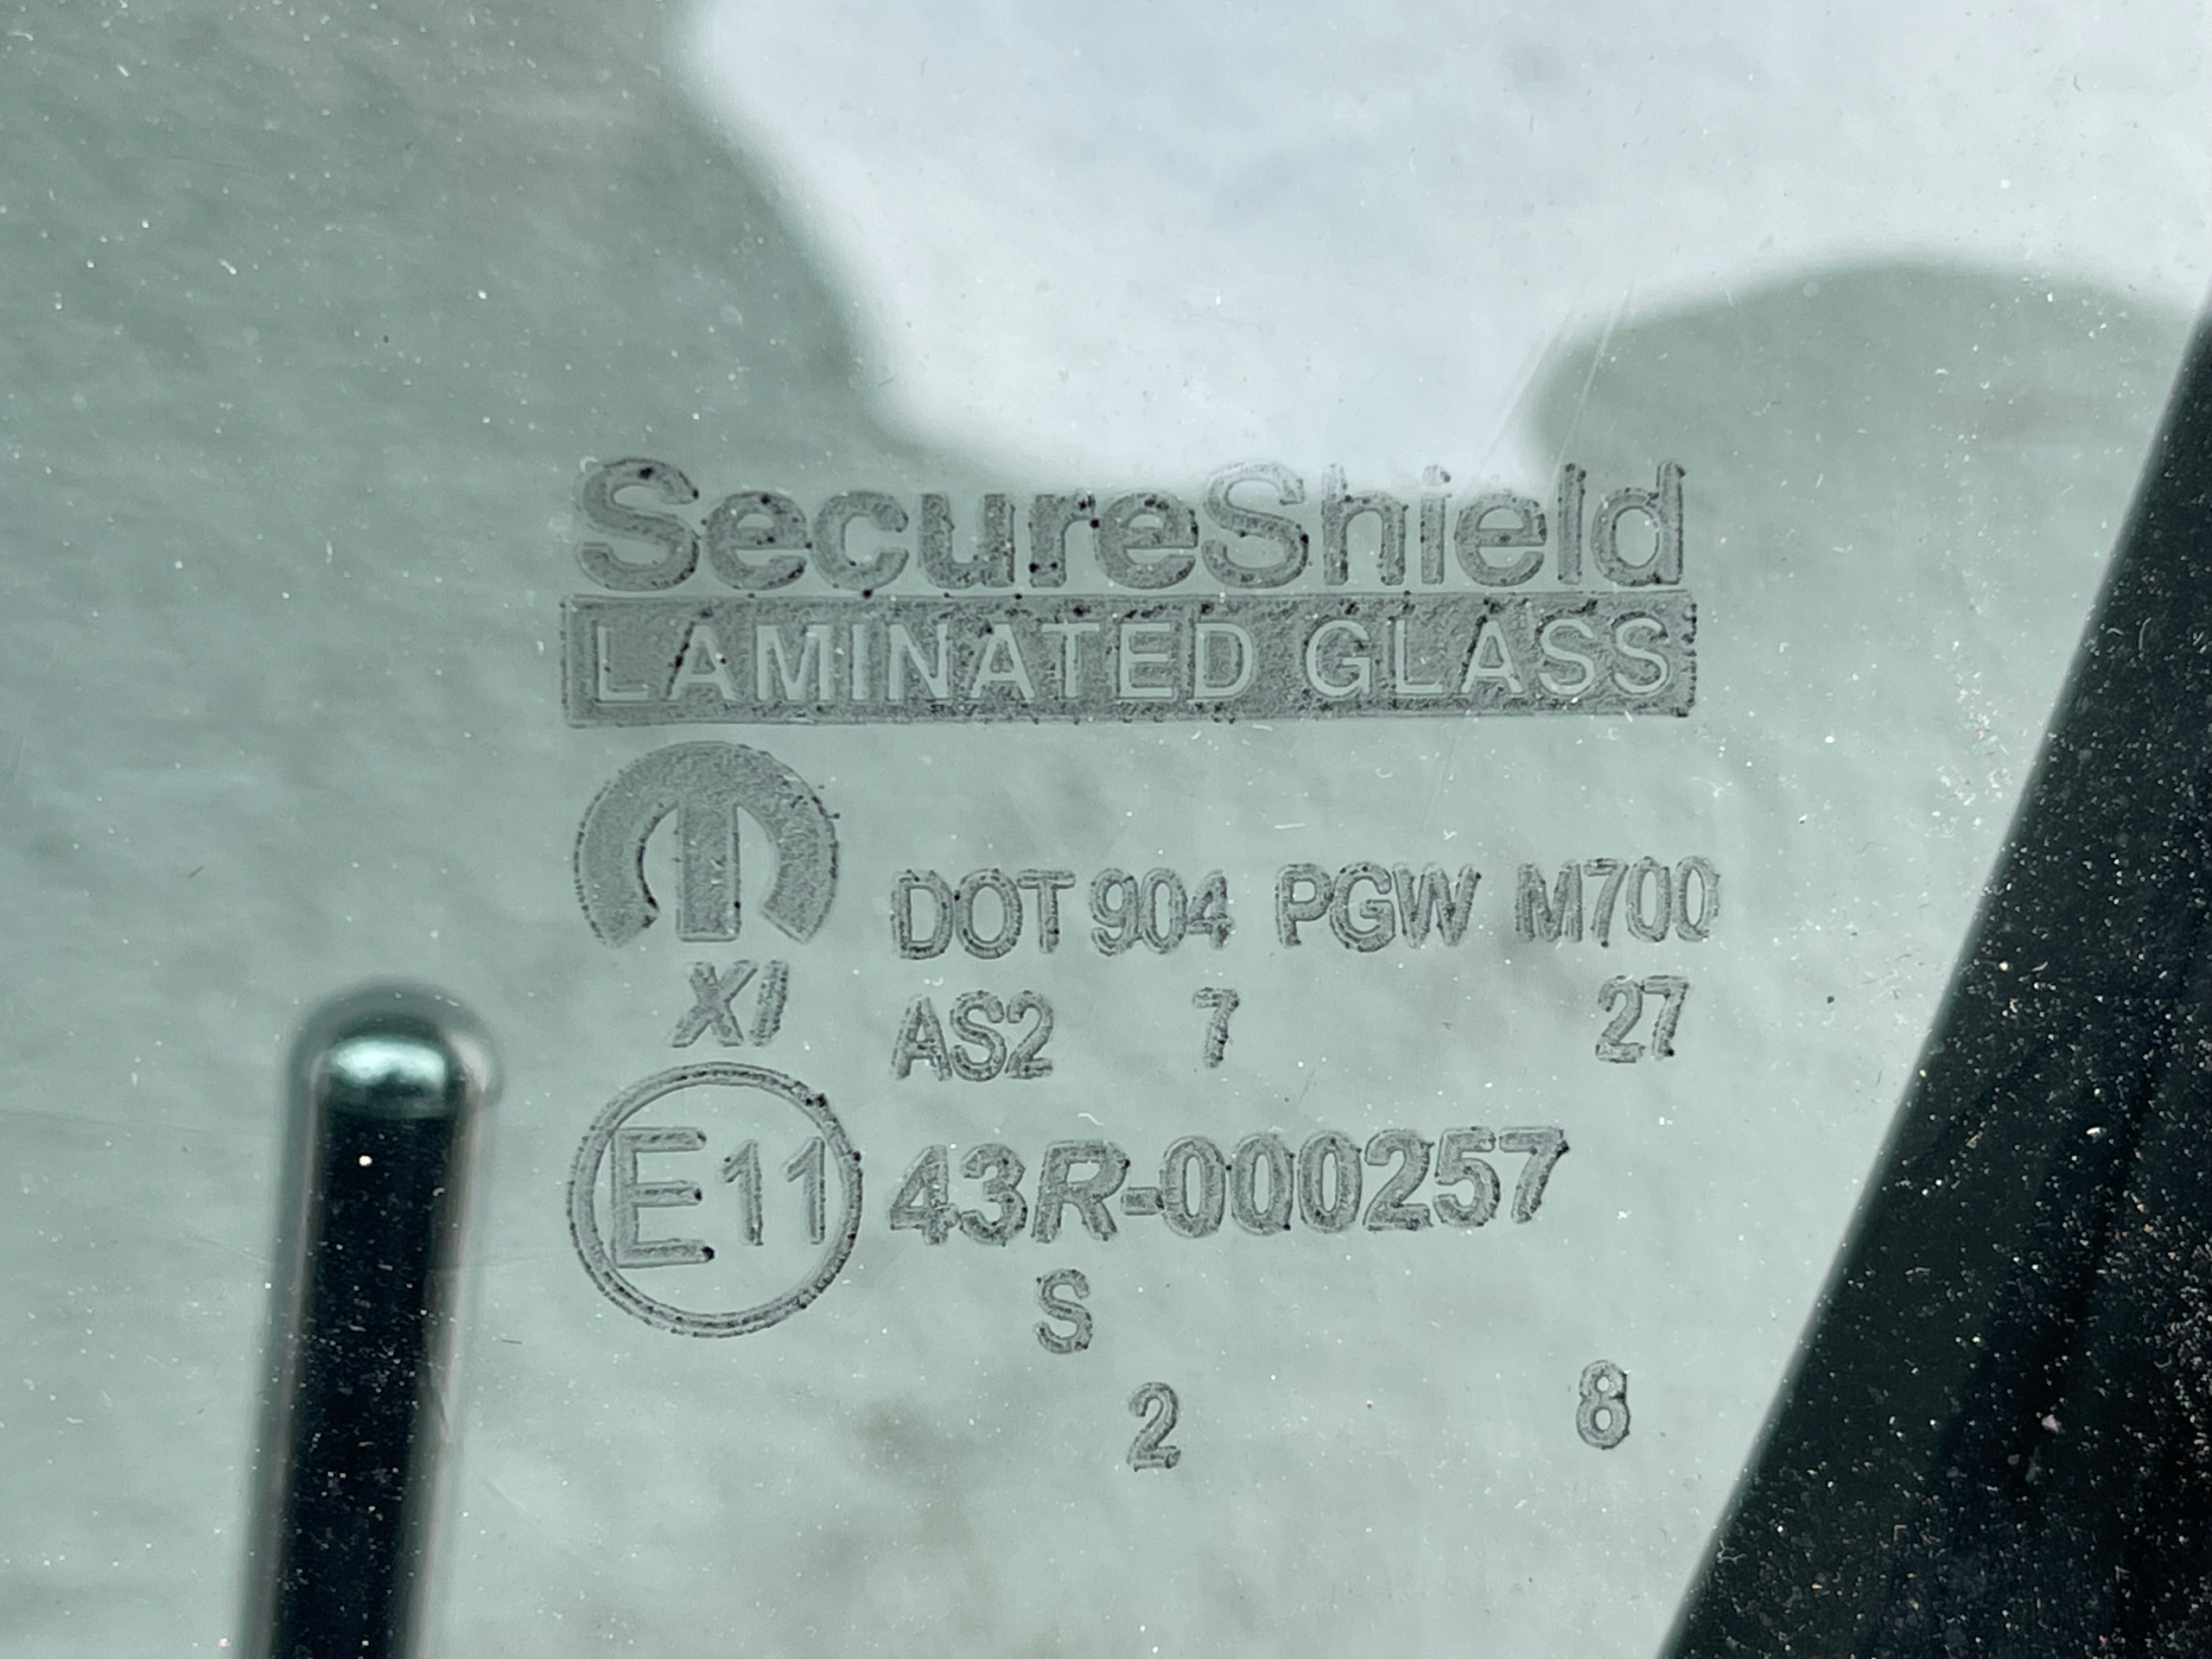 SecureShield
LAMINATED GLASS
DOT 904 PGW M700
XI AS2 7 27
E11 43R-000257
S
2 8